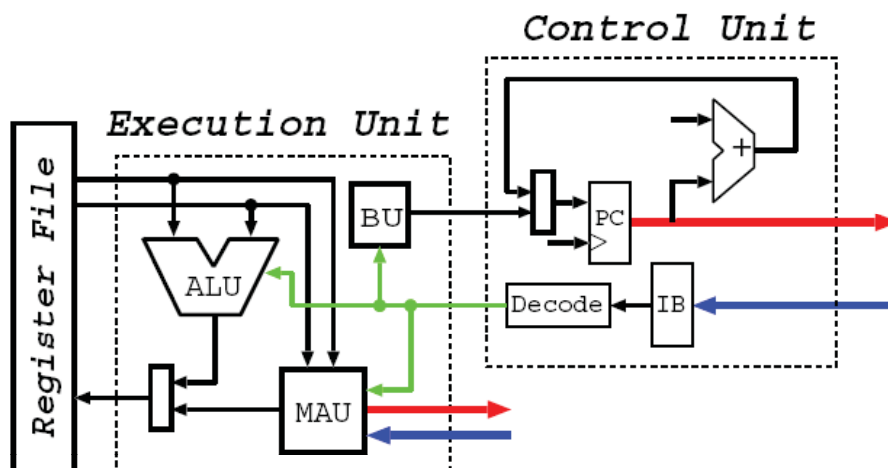 Control Unit
Execution Unit
Register File
BU
PC
+
ALU
Decode
IB
MAU